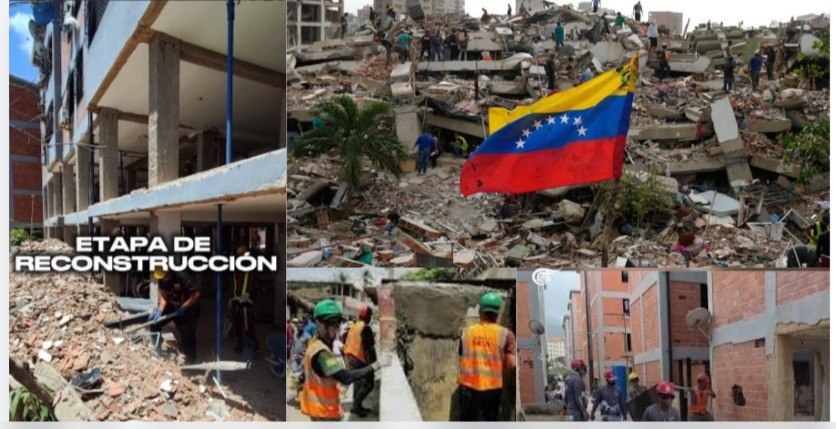 ETAPA DE
RECONSTRUCCIÓN